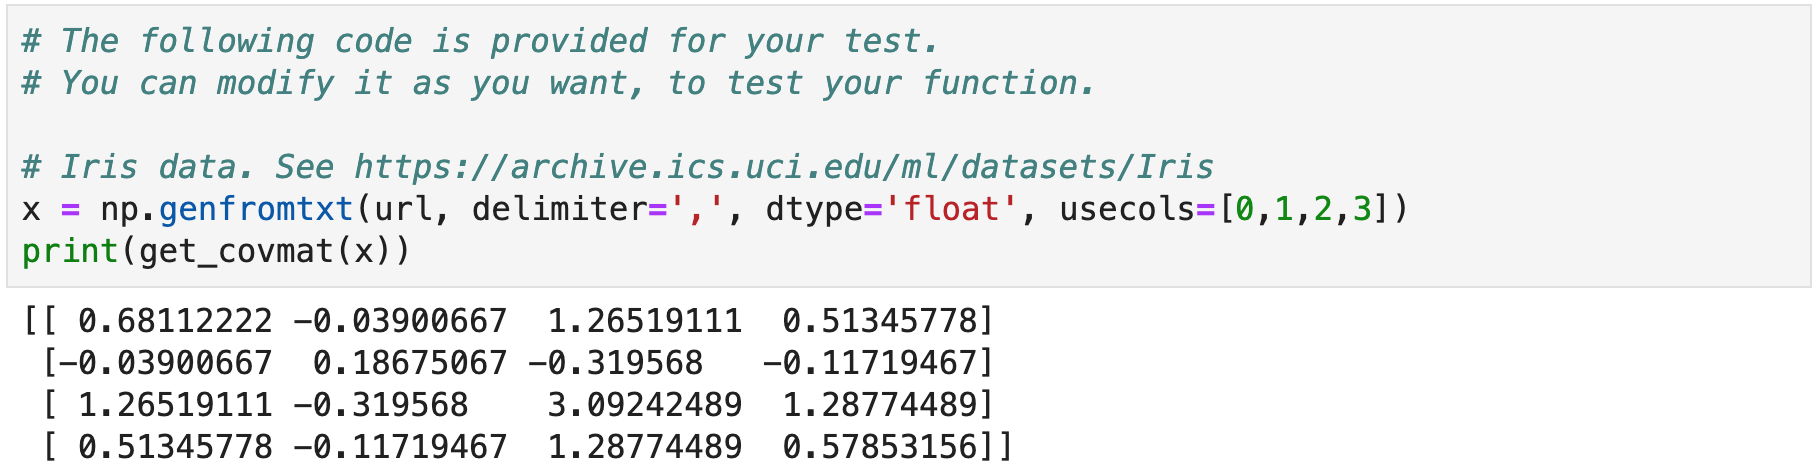 # The following code is provided for your test.
# You can modify it as you want, to test your function.
# Iris data. See https://archive.ics.uci.edu/ml/datasets/Iris
x = np.genfromtxt(url, delimiter=',', dtype='float', usecols=[0,1,2,3])
print(get_covmat(x))
[[ 0.68112222 -0.03900667  1.26519111  0.51345778]
 [-0.03900667  0.18675067 -0.319568   -0.11719467]
 [ 1.26519111 -0.319568    3.09242489  1.28774489]
 [ 0.51345778 -0.11719467  1.28774489  0.57853156]]